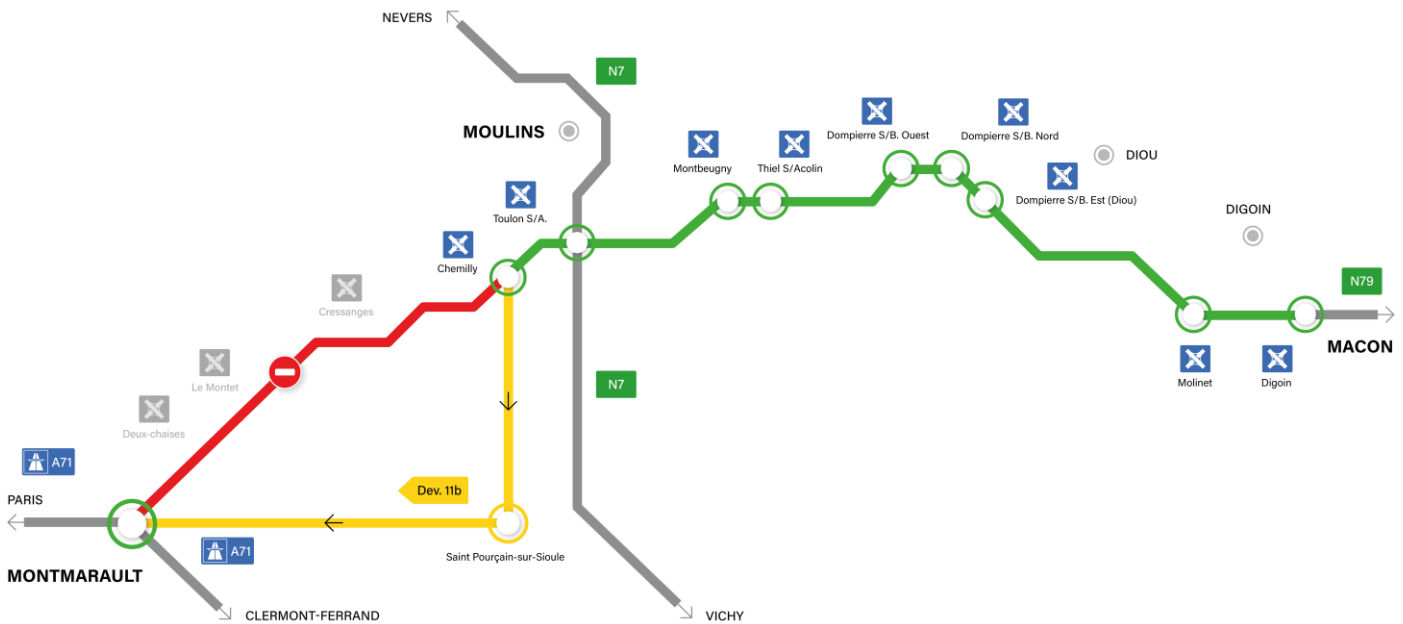 NEVERS
N7
MOULINS
Dompierre S/B. Ouest
Dompierre S/B. Nord
Montbeugny
Thiel S/Acolin
DIOU
Dompierre S/B. Est (Diou)
Toulon S/A.
DIGOIN
Chemilly
N79
Cressanges
MACON
Le Montet
Molinet
Digoin
N7
Deux-chaises
A71
PARIS
Dev. 11b
A71
Saint Pourçain-sur-Sioule
MONTMARAULT
CLERMONT-FERRAND
VICHY